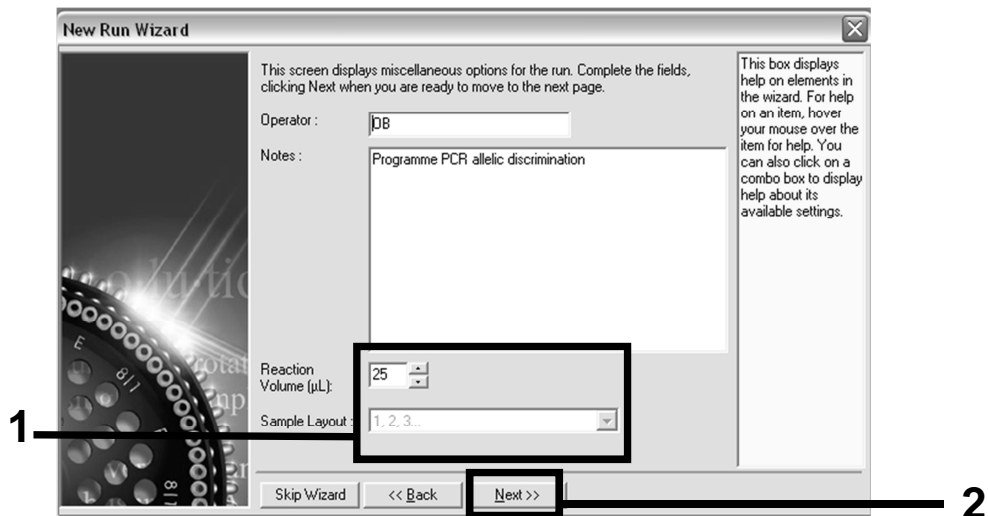 New Run Wizard
This screen displays miscellaneous options for the run. Complete the fields,
clicking Next when you are ready to move to the next page.
Operator :
OB
Notes :
Programme PCR allelic discrimination
Reaction
Volume (µL):
25
Sample Layout :
1, 2, 3...
Skip Wizard
<< Back
Next >>
This box displays
help on elements in
the wizard. For help
on an item, hover
your mouse over the
item for help. You
can also click on a
combo box to display
help about its
available settings.
1
2